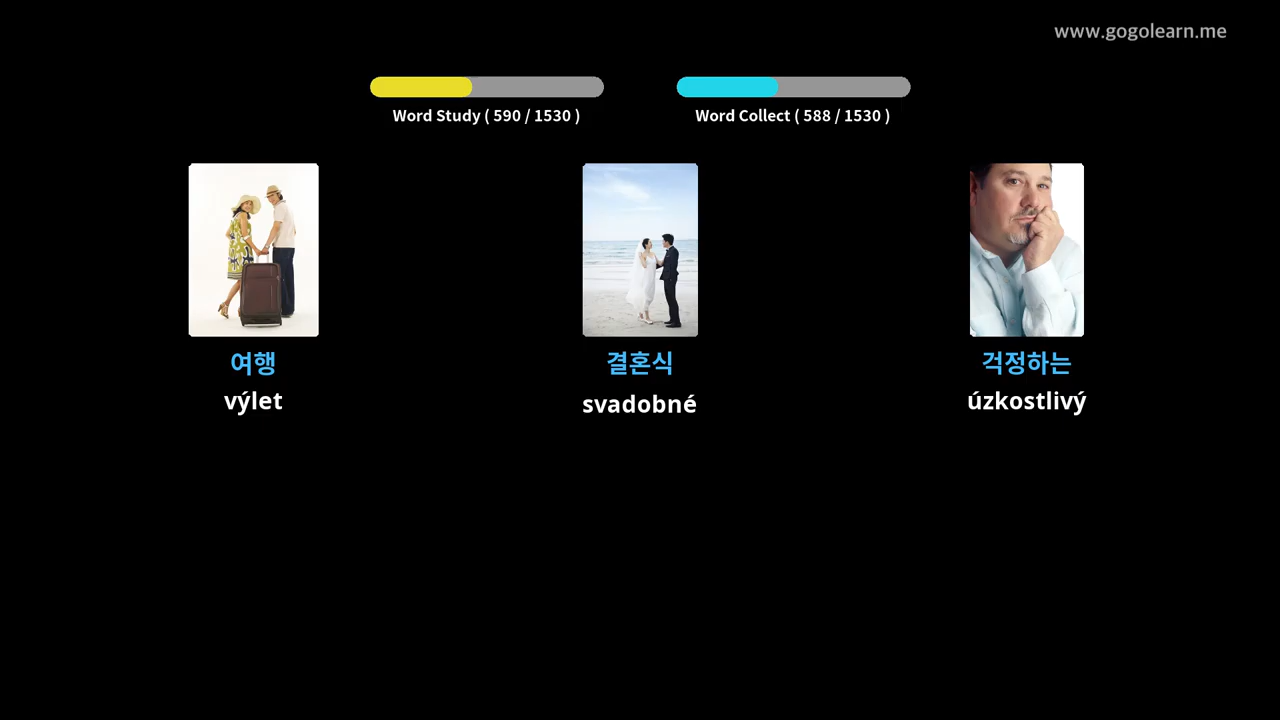 www.gogolearn.me
Word Study ( 590 / 1530 )
Word Collect ( 588 / 1530 )
여행
výlet
결혼식
svadobné
걱정하는
úzkostlivý